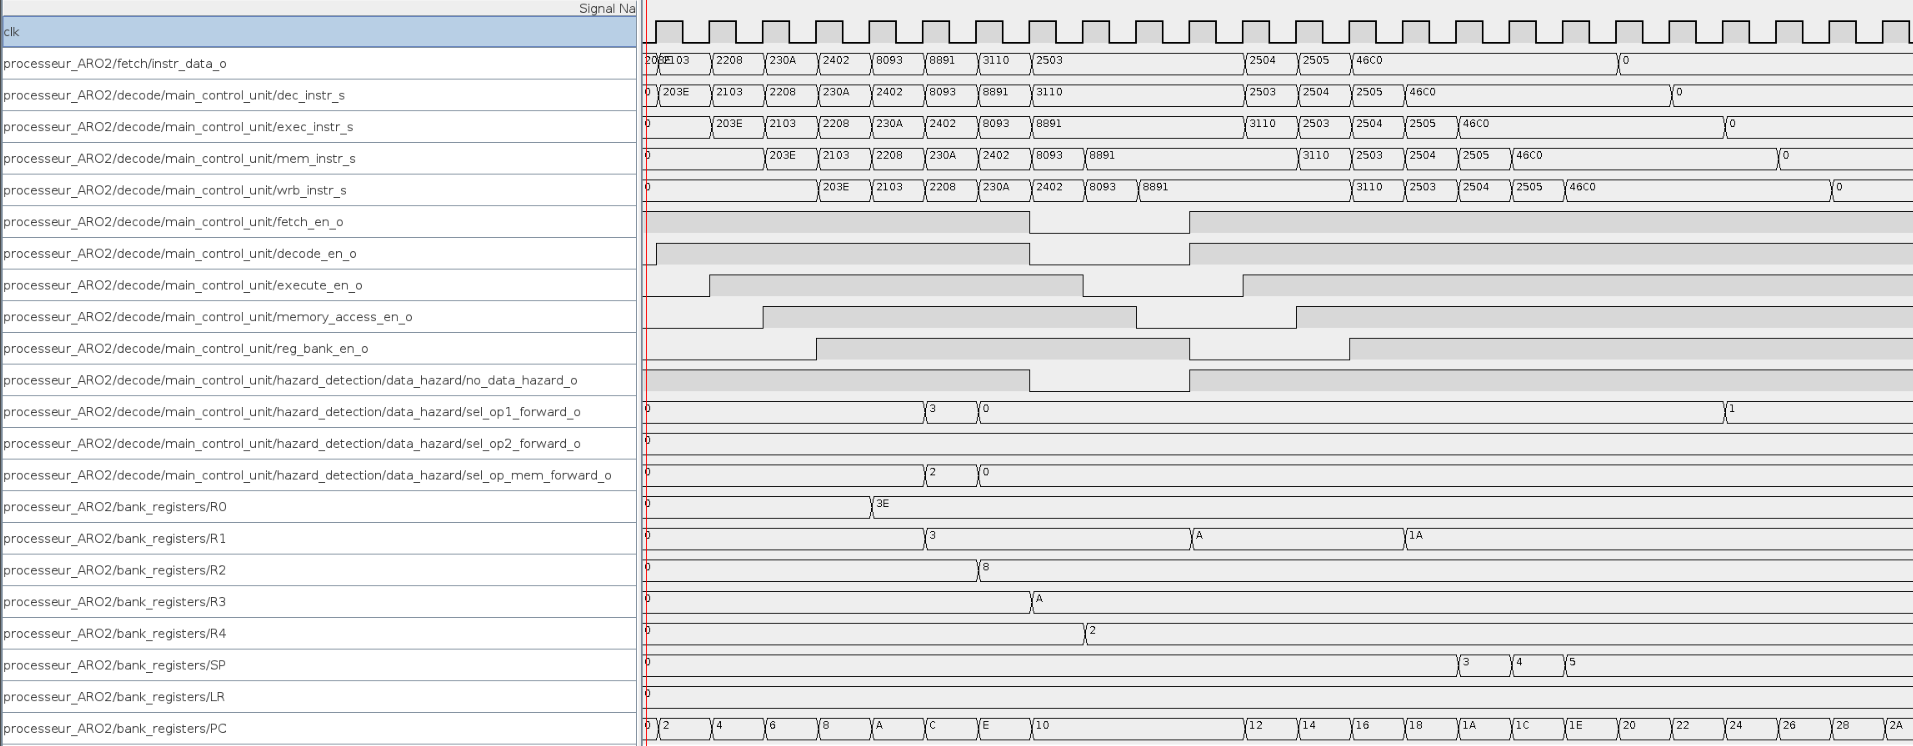 Signal Na
clk
processeur_ARO2/fetch/instr_data_o 2103 2208 230A 2402 8093 8891 3110 2503 2504 2505 46C0 0
processeur_ARO2/decode/main_control_unit/dec_instr_s 0 203E 2103 2208 230A 2402 8093 8891 3110 2503 2504 2505 46C0 0
processeur_ARO2/decode/main_control_unit/exec_instr_s 0 203E 2103 2208 230A 2402 8093 8891 3110 2503 2504 2505 46C0 0
processeur_ARO2/decode/main_control_unit/mem_instr_s 0 203E 2103 2208 230A 2402 8093 8891 3110 2503 2504 2505 46C0 0
processeur_ARO2/decode/main_control_unit/wrb_instr_s 0 203E 2103 2208 230A 2402 8093 8891 3110 2503 2504 2505 46C0 0
processeur_ARO2/decode/main_control_unit/fetch_en_o
processeur_ARO2/decode/main_control_unit/decode_en_o
processeur_ARO2/decode/main_control_unit/execute_en_o
processeur_ARO2/decode/main_control_unit/memory_access_en_o
processeur_ARO2/decode/main_control_unit/reg_bank_en_o
processeur_ARO2/decode/main_control_unit/hazard_detection/data_hazard/no_data_hazard_o
processeur_ARO2/decode/main_control_unit/hazard_detection/data_hazard/sel_op1_forward_o 0 3 0 1
processeur_ARO2/decode/main_control_unit/hazard_detection/data_hazard/sel_op2_forward_o 0
processeur_ARO2/decode/main_control_unit/hazard_detection/data_hazard/sel_op_mem_forward_o 0 2 0
processeur_ARO2/bank_registers/R0 0 3E
processeur_ARO2/bank_registers/R1 0 3 A 1A
processeur_ARO2/bank_registers/R2 0 8
processeur_ARO2/bank_registers/R3 0 A
processeur_ARO2/bank_registers/R4 0 2
processeur_ARO2/bank_registers/SP 0 3 4 5
processeur_ARO2/bank_registers/LR 0
processeur_ARO2/bank_registers/PC 0 2 4 6 8 A C E 10 12 14 16 18 1A 1C 1E 20 22 24 26 28 2A